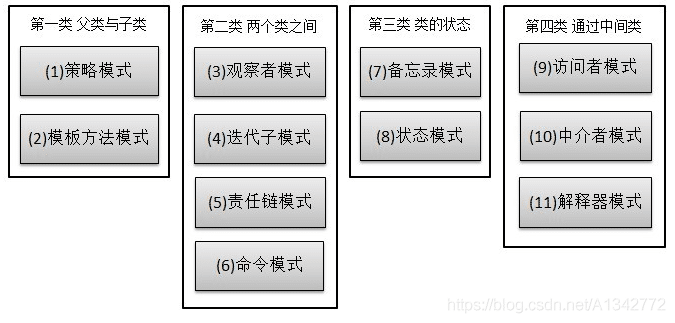 第一类 父类与子类
(1)策略模式
(2)模板方法模式
第二类 两个类之间
(3)观察者模式
(4)迭代子模式
(5)责任链模式
(6)命令模式
第三类 类的状态
(7)备忘录模式
(8)状态模式
第四类 通过中间类
(9)访问者模式
(10)中介者模式
(11)解释器模式
https://blog.csdn.net/A1342772